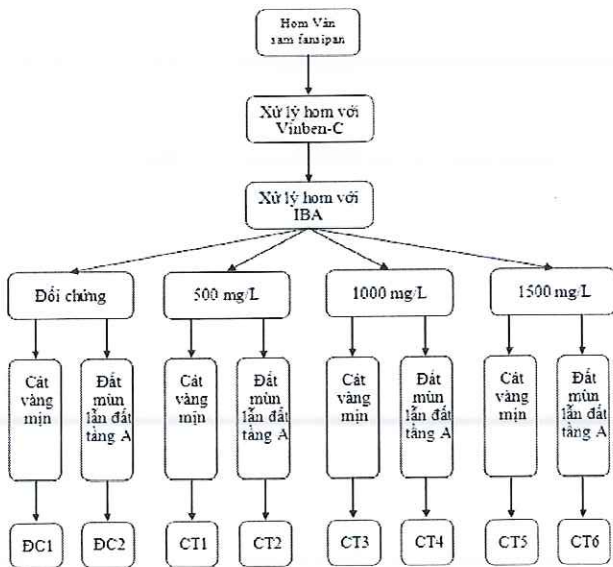 Hom Vân
sam fansipan
Xử lý hom với
Vinben-C
Xử lý hom với
IBA
Đối chứng
500 mg/L
1000 mg/L
1500 mg/L
Cát
vàng
mịn
Đất
mùn
lẫn đất
tầng A
Cát
vàng
mịn
Đất
mùn
lẫn đất
tầng A
Cát
vàng
mịn
Đất
mùn
lẫn đất
tầng A
Cát
vàng
mịn
Đất
mùn
lẫn đất
tầng A
ĐC1
ĐC2
CT1
CT2
CT3
CT4
CT5
CT6